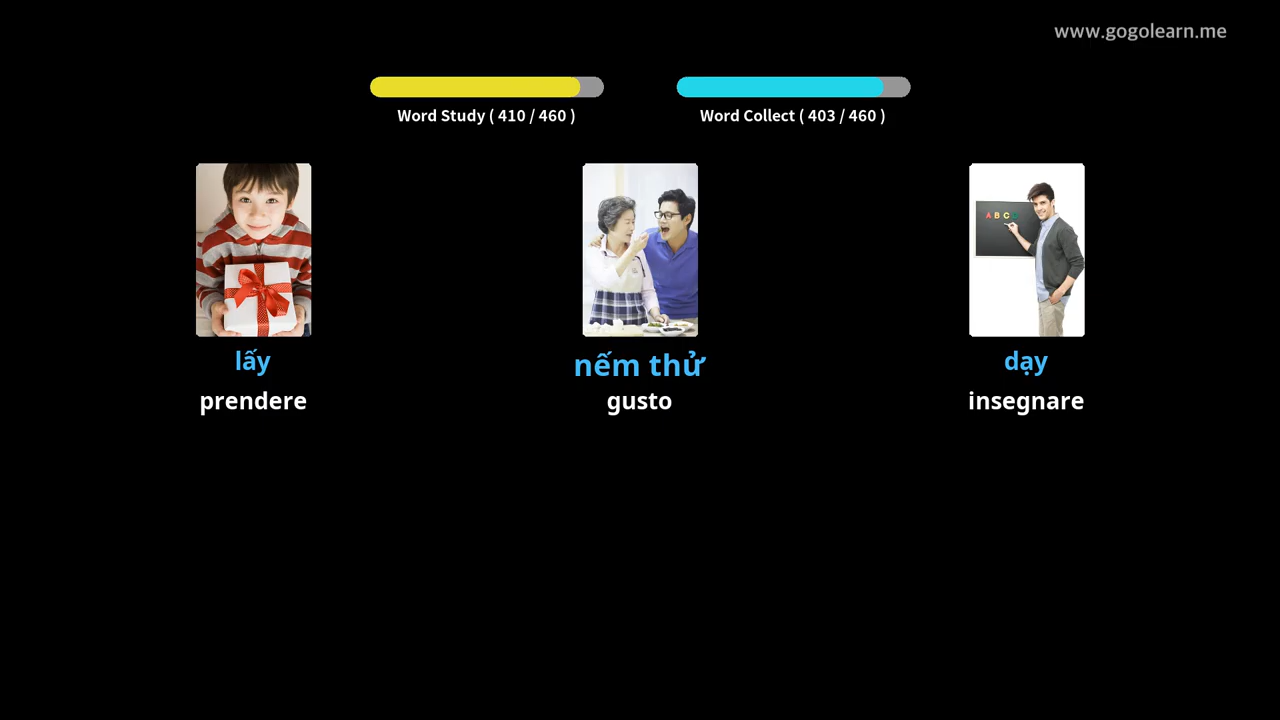 www.gogolearn.me
Word Study ( 410 / 460 )
Word Collect ( 403 / 460 )
A B C
lấy
nếm thử
dạy
prendere
gusto
insegnare